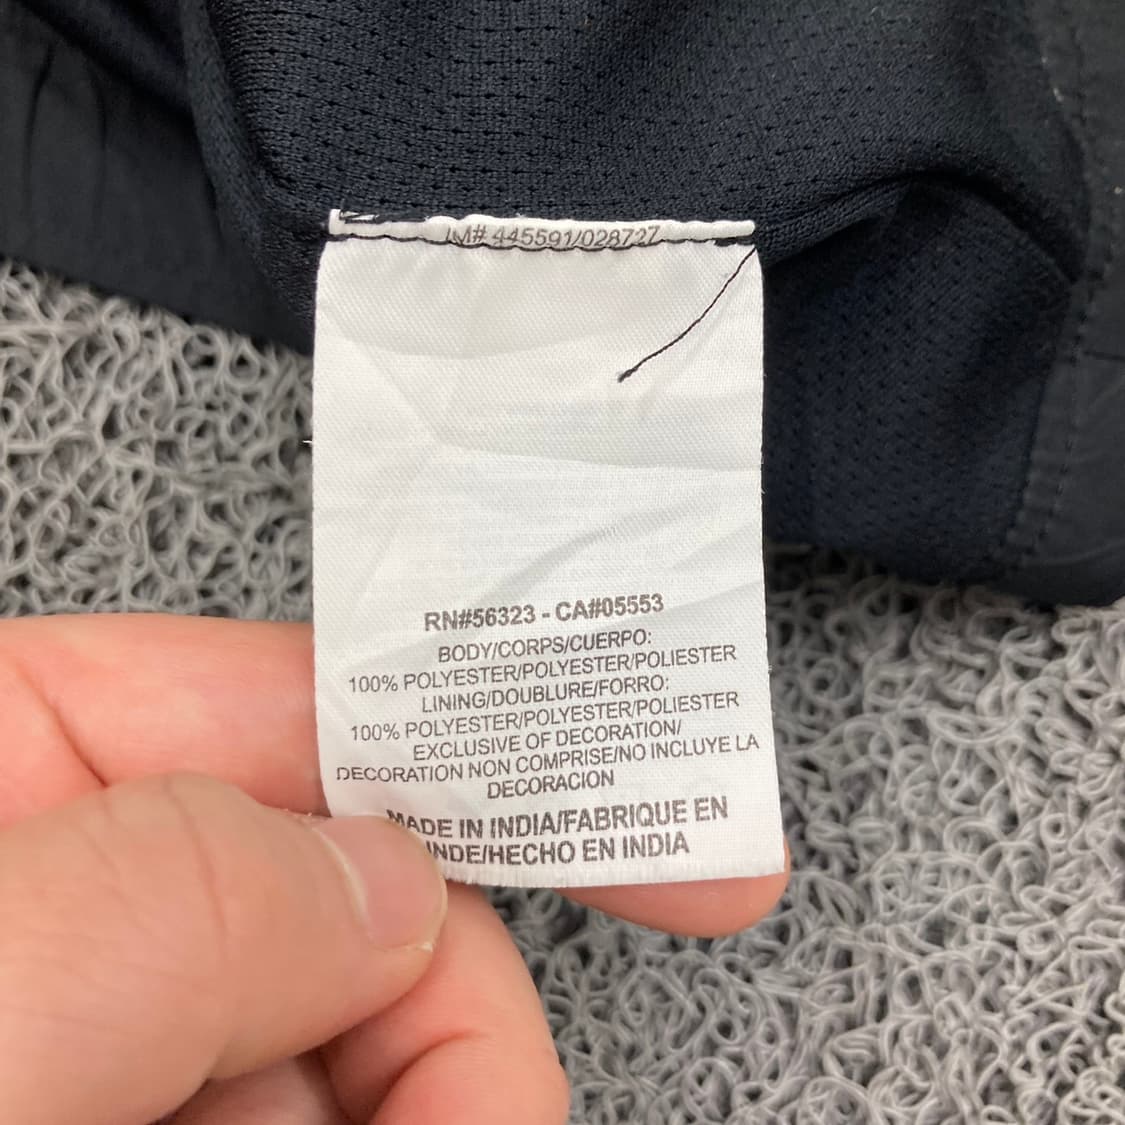 445591/028727
RN#56323 - CA#05553
BODY/CORPS/CUERPO:
100% POLYESTER/POLYESTER/POLIESTER
LINING/DOUBLURE/FORRO:
100% POLYESTER/POLYESTER/POLIESTER
EXCLUSIVE OF DECORATION/
DECORATION NON COMPRISE/NO INCLUYE LA
DECORACION
MADE IN INDIA/FABRIQUE EN
INDE/HECHO EN INDIA